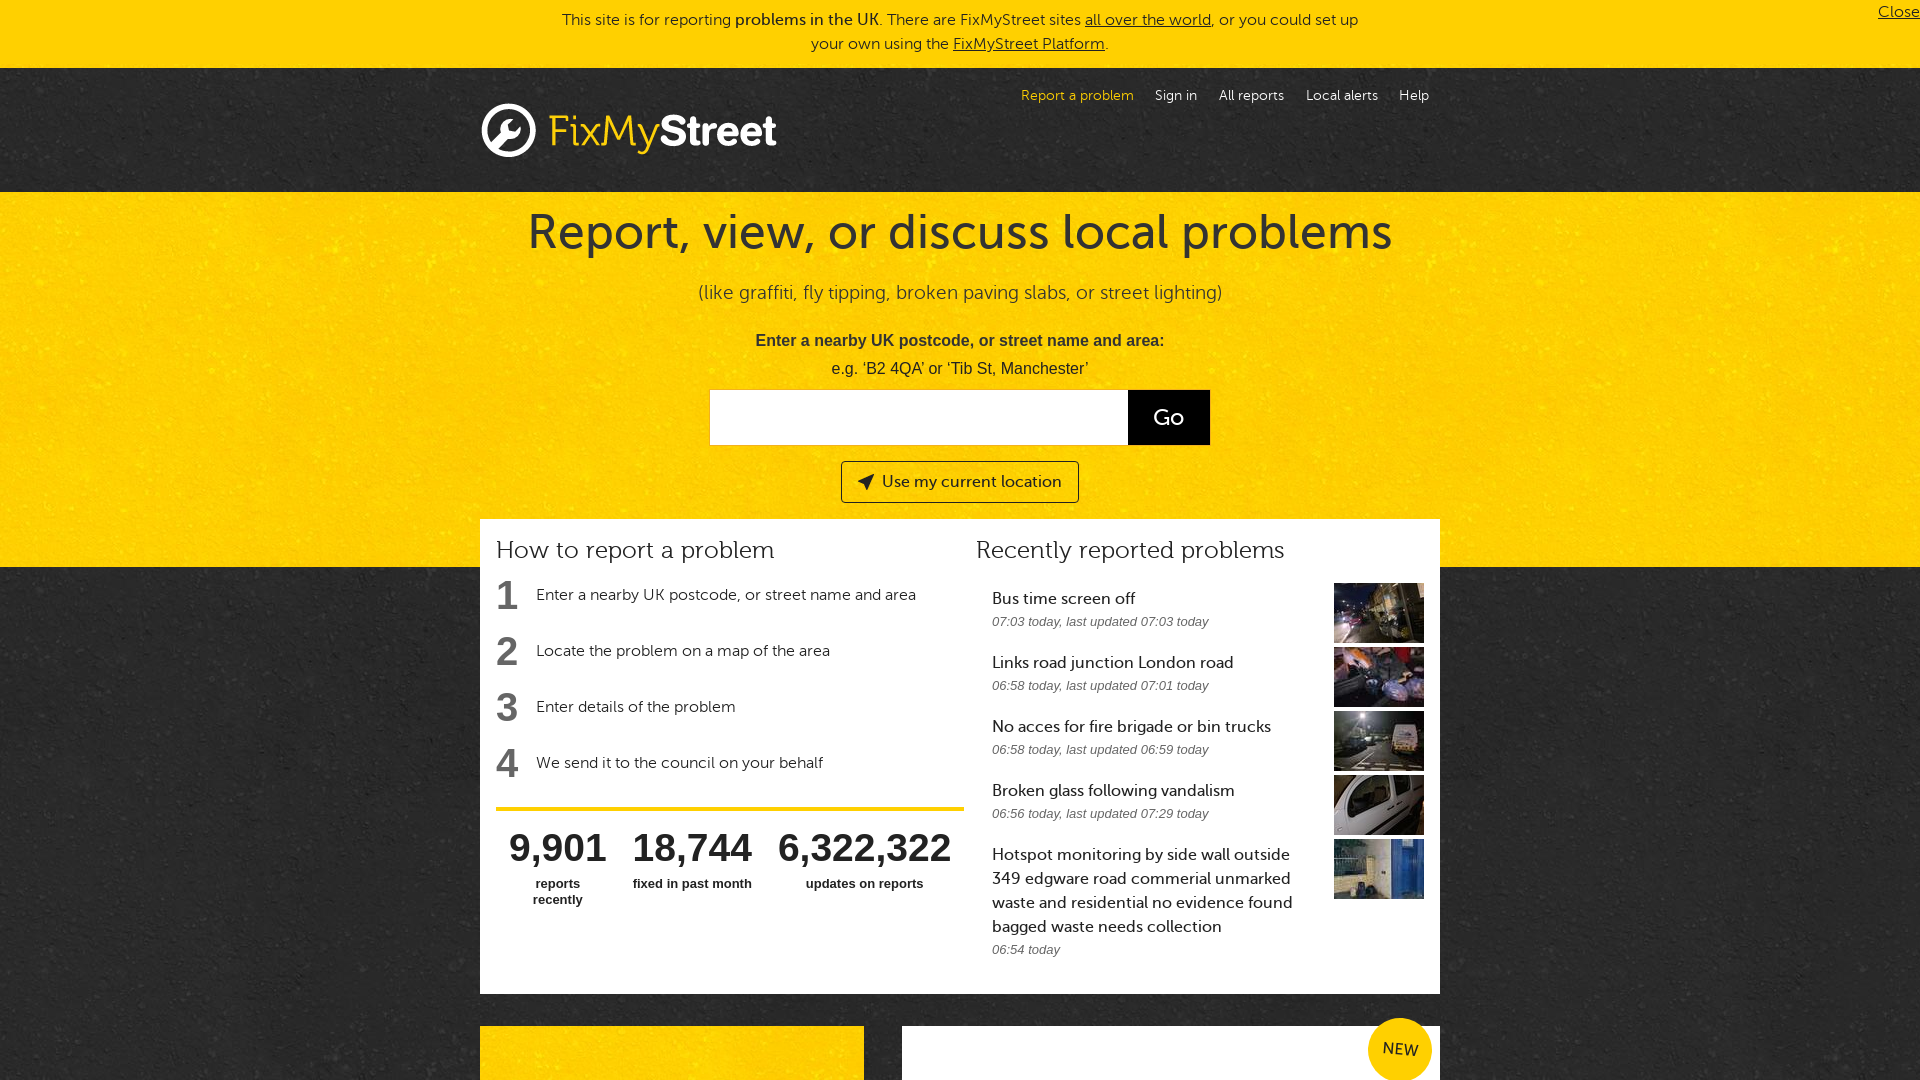 This site is for reporting problems in the UK. There are FixMyStreet sites all over the world, or you could set up
your own using the FixMyStreet Platform.
Close
Report a problem
Sign in
All reports
Local alerts
Help
FixMyStreet
Report, view, or discuss local problems
(like graffiti, fly tipping, broken paving slabs, or street lighting)
Enter a nearby UK postcode, or street name and area:
e.g. ‘B2 4QA’ or ‘Tib St, Manchester’
Go
Use my current location
How to report a problem
1 Enter a nearby UK postcode, or street name and area
2 Locate the problem on a map of the area
3 Enter details of the problem
4 We send it to the council on your behalf
9,901
reports
recently
18,744
fixed in past month
6,322,322
updates on reports
Recently reported problems
Bus time screen off
07:03 today, last updated 07:03 today
Links road junction London road
06:58 today, last updated 07:01 today
No acces for fire brigade or bin trucks
06:58 today, last updated 06:59 today
Broken glass following vandalism
06:56 today, last updated 07:29 today
Hotspot monitoring by side wall outside
349 edgware road commerial unmarked
waste and residential no evidence found
bagged waste needs collection
06:54 today
NEW